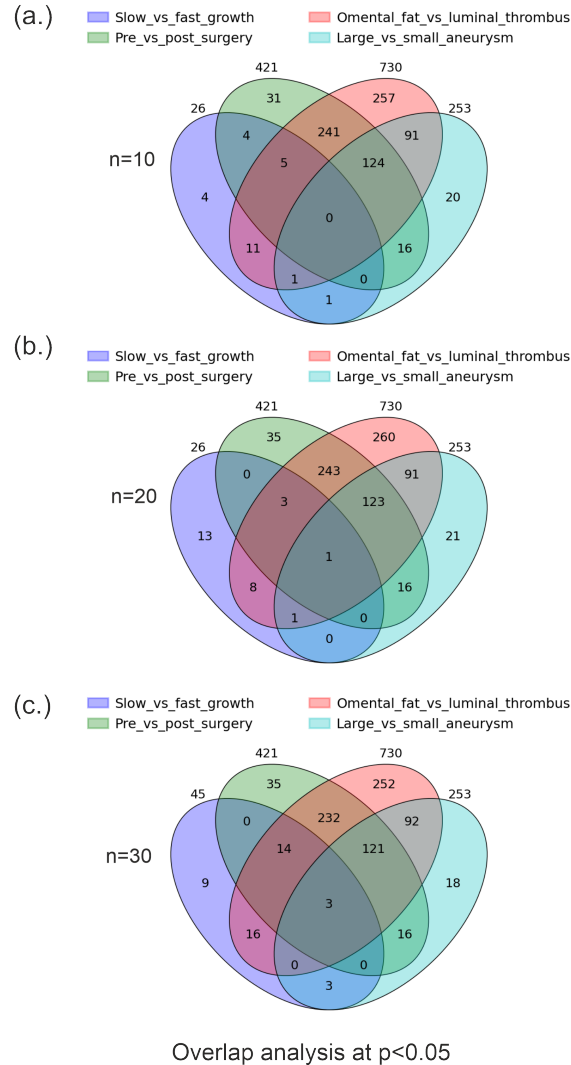 (a.)
Slow_vs_fast_growth Omental_fat_vs_luminal_thrombus
Pre_vs_post_surgery Large_vs_small_aneurysm
421 730
26 31 257 253
4 241 91
n=10 5 124
4 0 20
11 16
1 0
1
(b.)
Slow_vs_fast_growth Omental_fat_vs_luminal_thrombus
Pre_vs_post_surgery Large_vs_small_aneurysm
421 730
26 35 260 253
0 243 91
n=20 3 123
13 1 21
8 16
1 0
0
(c.)
Slow_vs_fast_growth Omental_fat_vs_luminal_thrombus
Pre_vs_post_surgery Large_vs_small_aneurysm
421 730
45 35 252 253
0 232 92
n=30 14 121
9 3 18
16 16
0 0
3
Overlap analysis at p<0.05